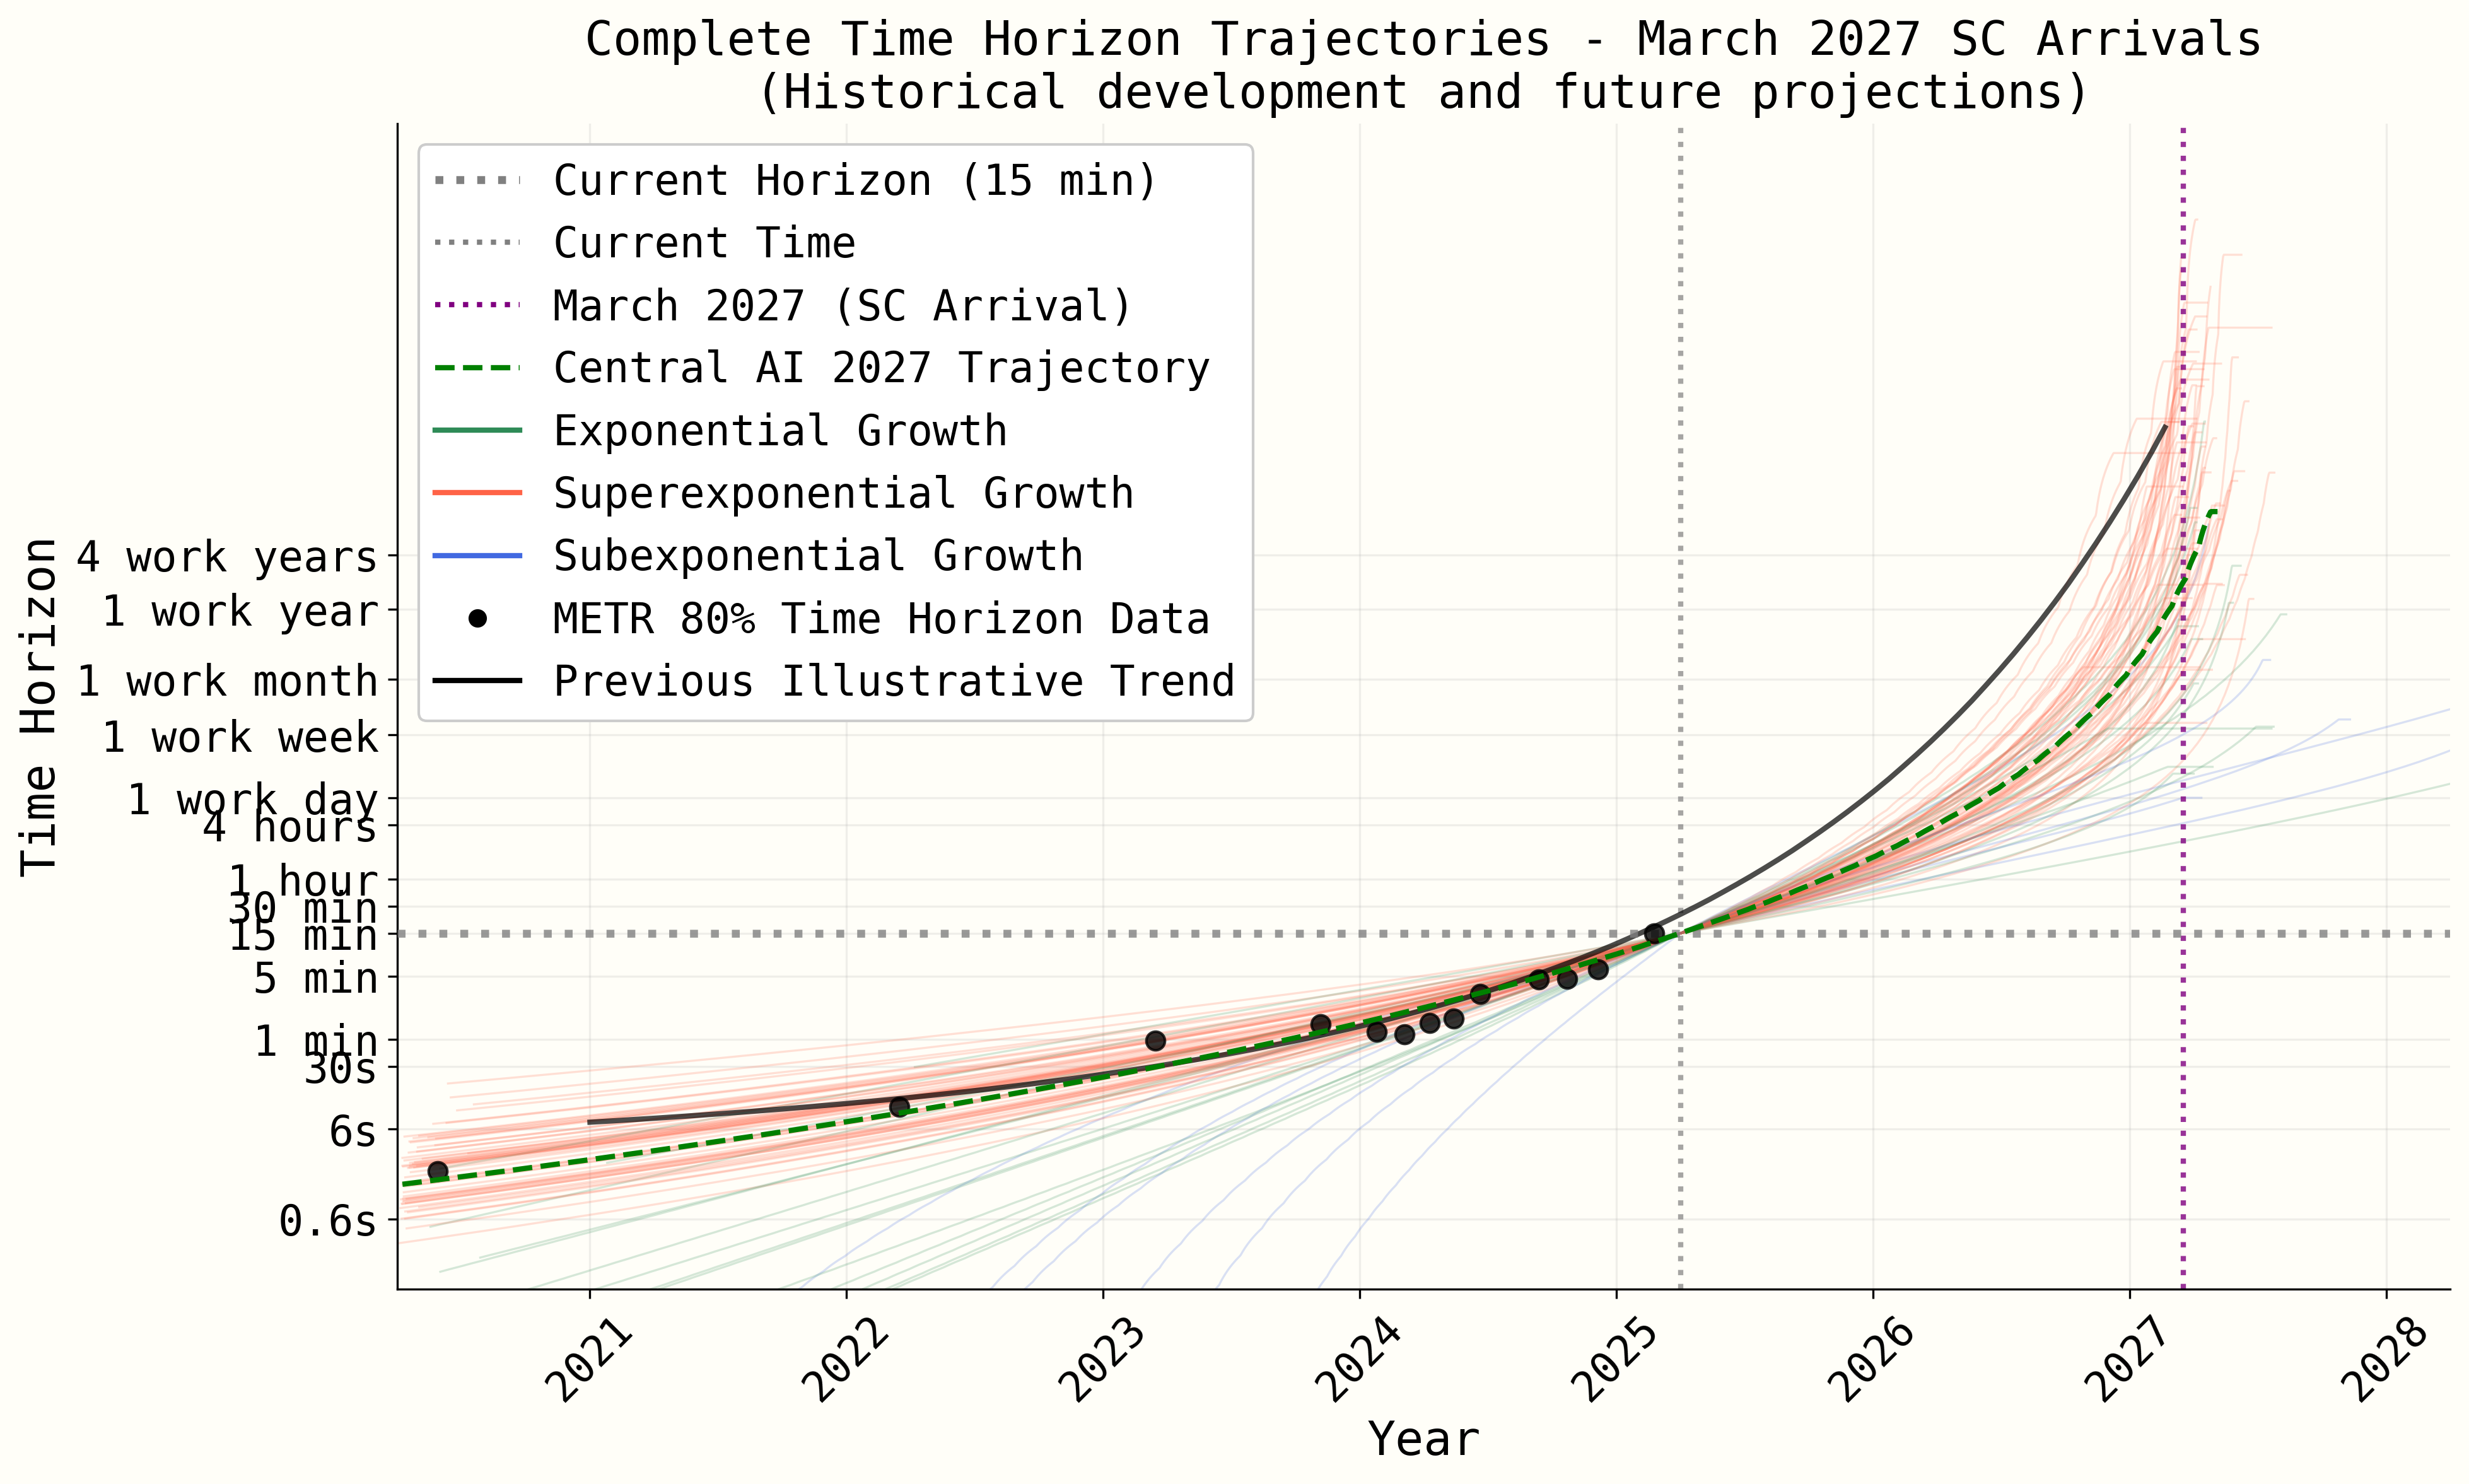 Complete Time Horizon Trajectories - March 2027 SC Arrivals
(Historical development and future projections)
Current Horizon (15 min)
Current Time
March 2027 (SC Arrival)
Central AI 2027 Trajectory
Exponential Growth
Superexponential Growth
Subexponential Growth
METR 80% Time Horizon Data
Previous Illustrative Trend
Time Horizon
4 work years
1 work year
1 work month
1 work week
1 work day
4 hours
1 hour
30 min
15 min
5 min
1 min
30s
6s
0.6s
2021
2022
2023
2024
2025
2026
2027
2028
Year